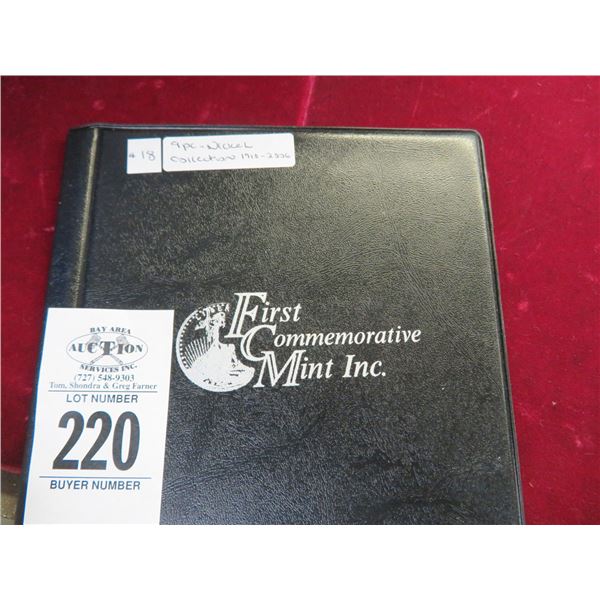 # 18
9pc - Nickel
Collection 1913-2006
First
Commemorative
Mint Inc.
BAY AREA
AUCTION
SERVICES INC.
(727) 548-9303
Tom, Shondra & Greg Farner
LOT NUMBER
220
BUYER NUMBER